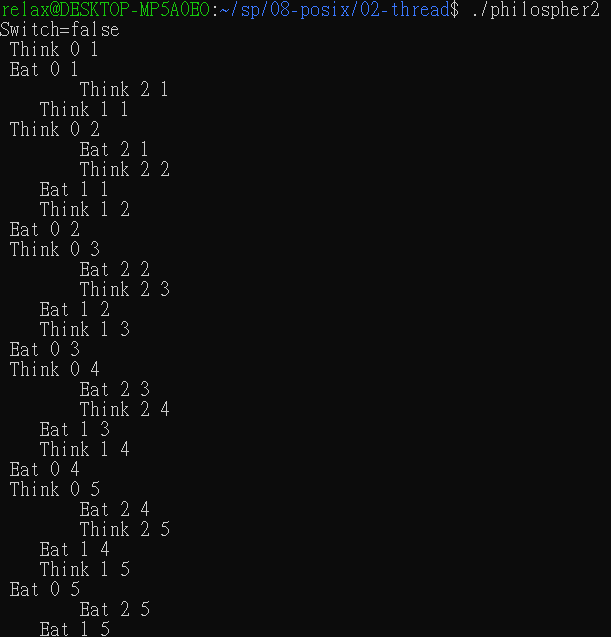 relax@DESKTOP-MP5A0EO:~/sp/08-posix/02-thread$ ./philospher2
Switch=false
Think 0 1
Eat 0 1
Think 2 1
Think 1 1
Think 0 2
Eat 2 1
Think 2 2
Eat 1 1
Think 1 2
Eat 0 2
Think 0 3
Eat 2 2
Think 2 3
Eat 1 2
Think 1 3
Eat 0 3
Think 0 4
Eat 2 3
Think 2 4
Eat 1 3
Think 1 4
Eat 0 4
Think 0 5
Eat 2 4
Think 2 5
Eat 1 4
Think 1 5
Eat 0 5
Eat 2 5
Eat 1 5